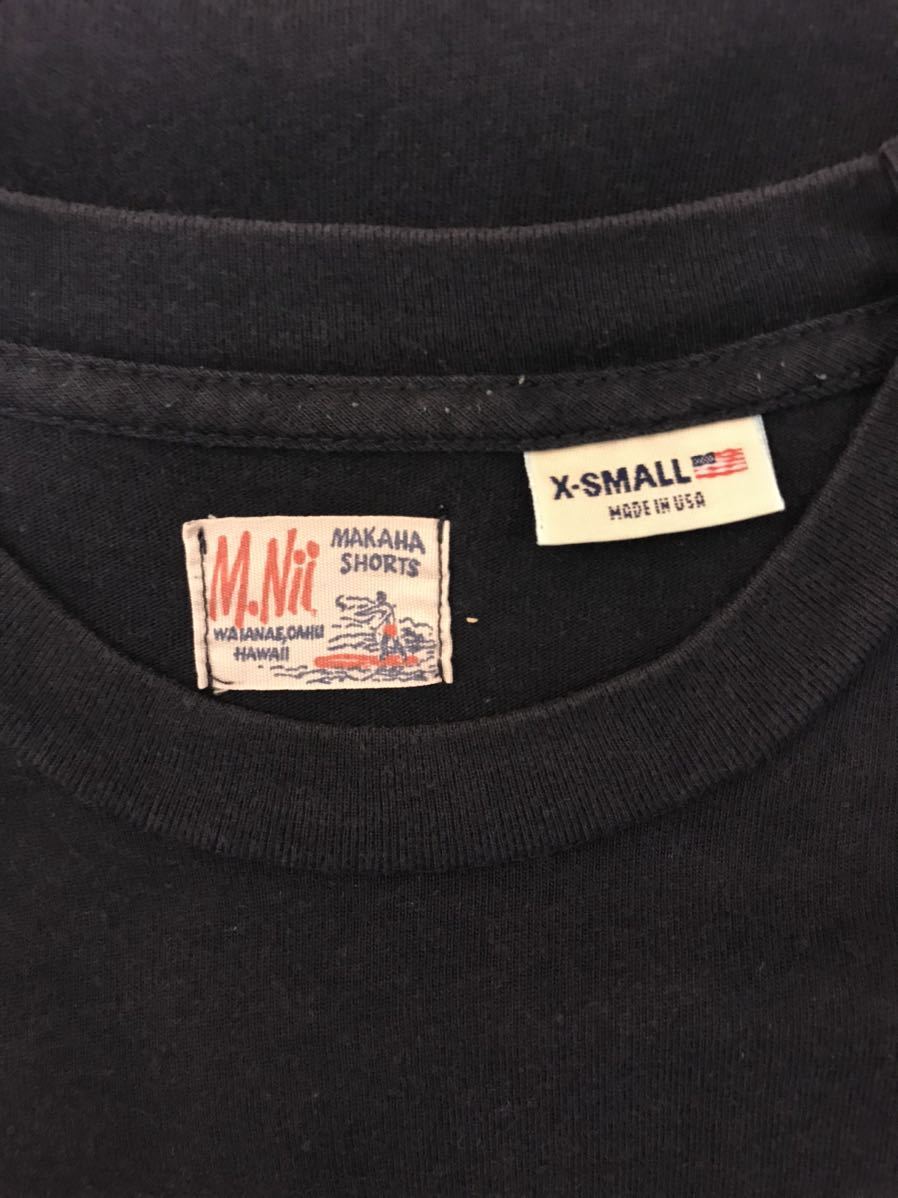 M.Nii
MAKAHA
SHORTS
WAIANAE, OAHU
HAWAII
X-SMALL
MADE IN USA